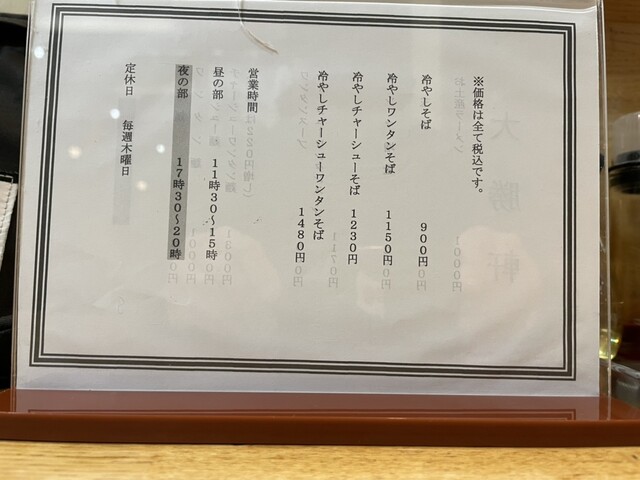 ※価格は全て税込です。
冷やしそば 900円
冷やしワンタンそば 1150円
冷やしチャーシューそば 1230円
冷やしチャーシューワンタンそば
1480円
営業時間
昼の部 11時30〜15時
夜の部 17時30〜20時
定休日 毎週木曜日